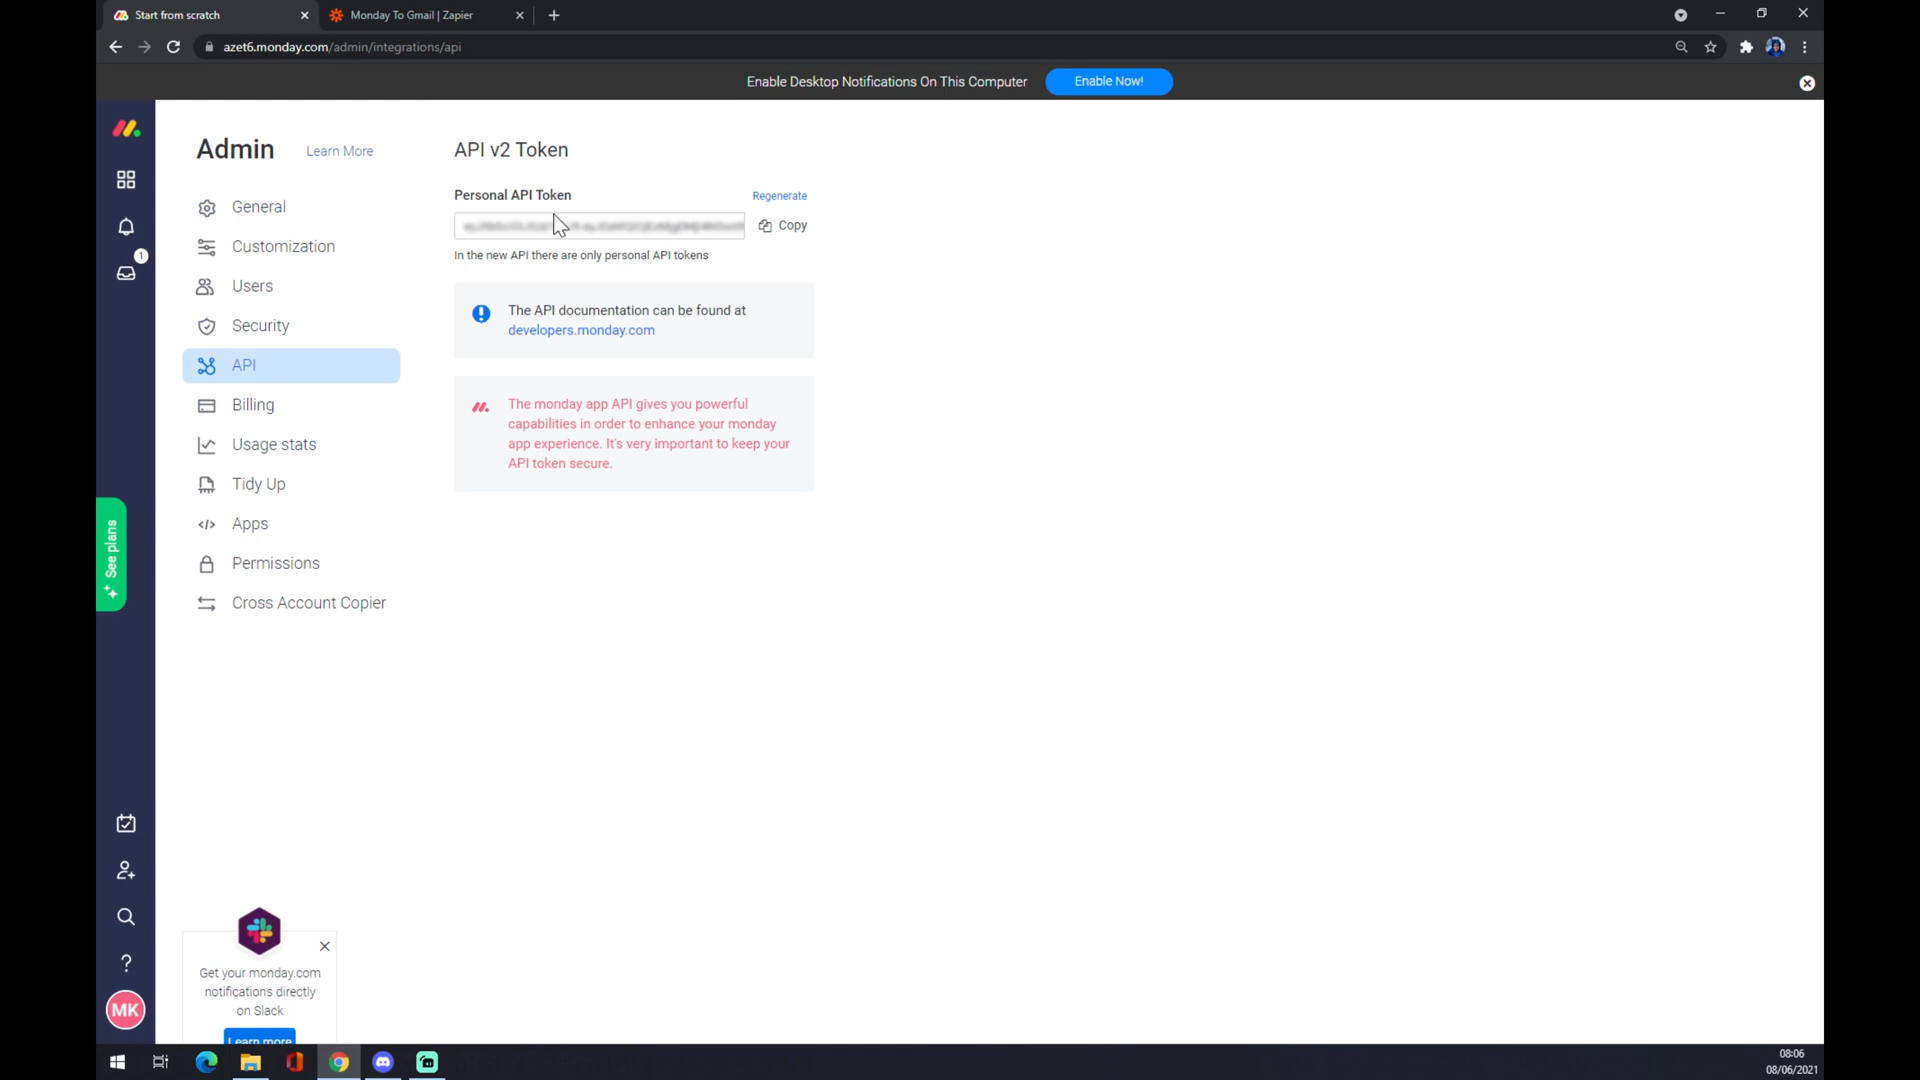 Start from scratch
Monday To Gmail | Zapier
azet6.monday.com/admin/integrations/api
Enable Desktop Notifications On This Computer
Enable Now!
Admin
Learn More
General
Customization
Users
1
Security
API
Billing
Usage stats
Tidy Up
Apps
Permissions
Cross Account Copier
See plans
API v2 Token
Personal API Token
Regenerate
Copy
In the new API there are only personal API tokens
The API documentation can be found at
developers.monday.com
The monday app API gives you powerful
capabilities in order to enhance your monday
app experience. It's very important to keep your
API token secure.
Get your monday.com
notifications directly
on Slack
Learn more
MK
08:06
08/06/2021